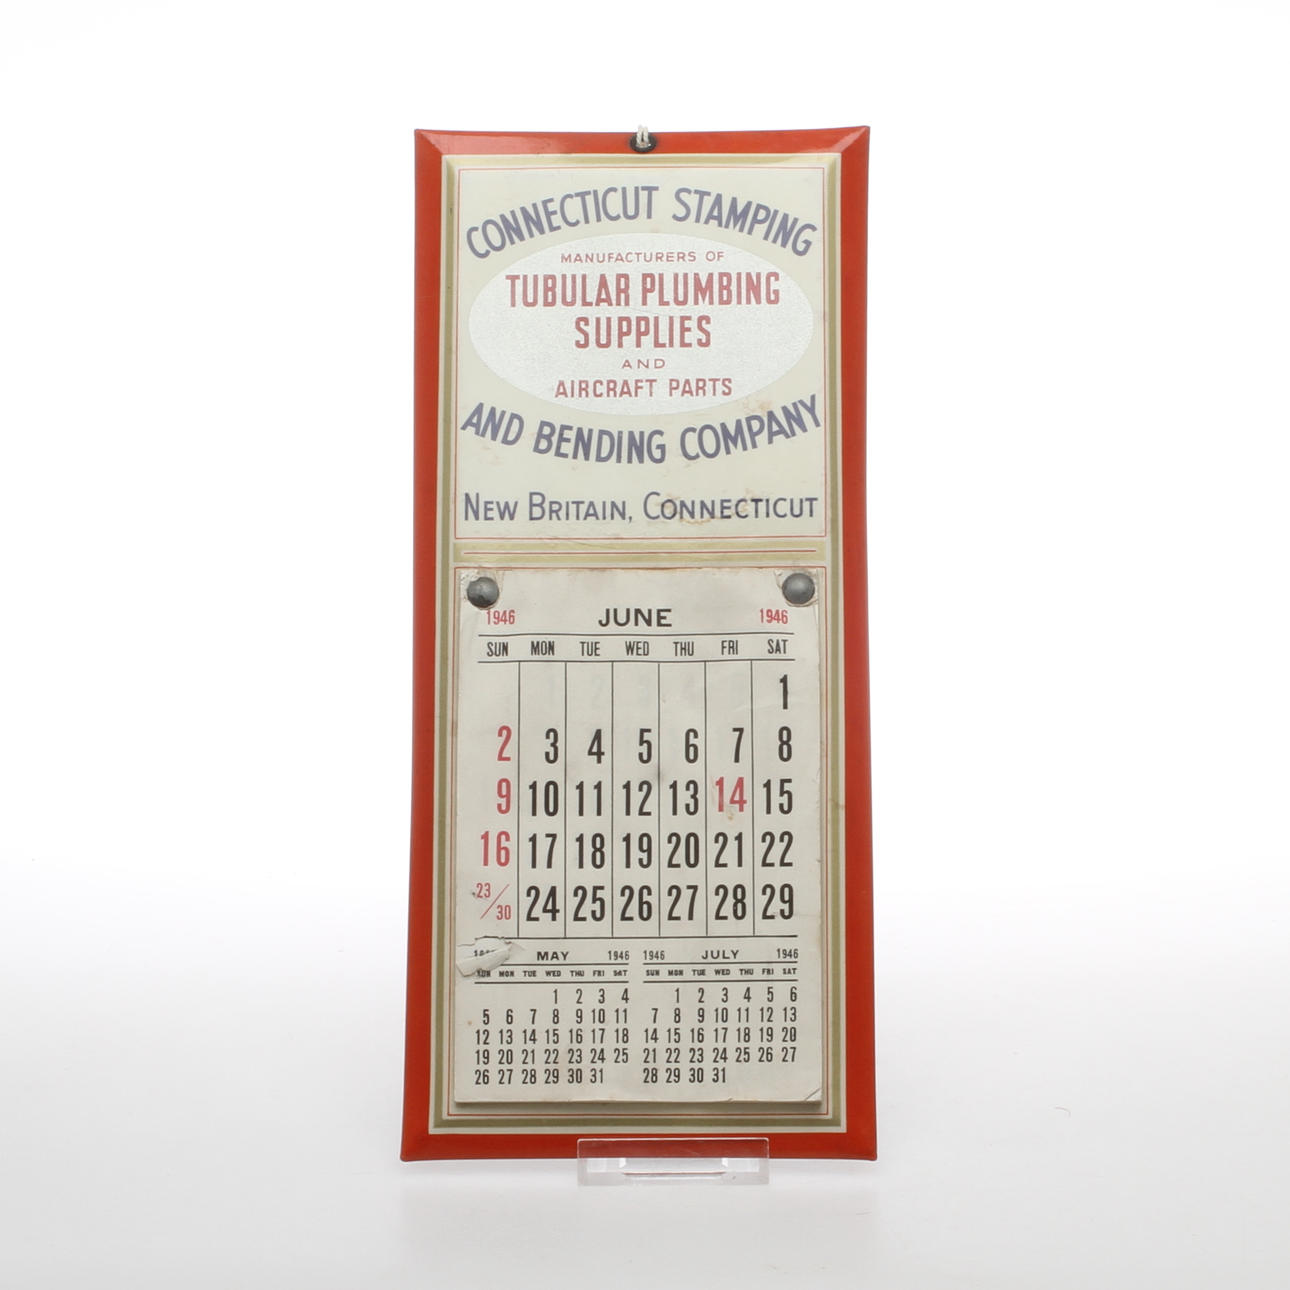 CONNECTICUT STAMPING
MANUFACTURERS OF
TUBULAR PLUMBING
SUPPLIES
AND
AIRCRAFT PARTS
AND BENDING COMPANY
NEW BRITAIN, CONNECTICUT
1946 JUNE 1946
SUN MON TUE WED THU FRI SAT
1
2 3 4 5 6 7 8
9 10 11 12 13 14 15
16 17 18 19 20 21 22
23/30 24 25 26 27 28 29
MAY 1946
SUN MON TUE WED THU FRI SAT
1 2 3 4
5 6 7 8 9 10 11
12 13 14 15 16 17 18
19 20 21 22 23 24 25
26 27 28 29 30 31
1946 JULY 1946
SUN MON TUE WED THU FRI SAT
1 2 3 4 5 6
7 8 9 10 11 12 13
14 15 16 17 18 19 20
21 22 23 24 25 26 27
28 29 30 31